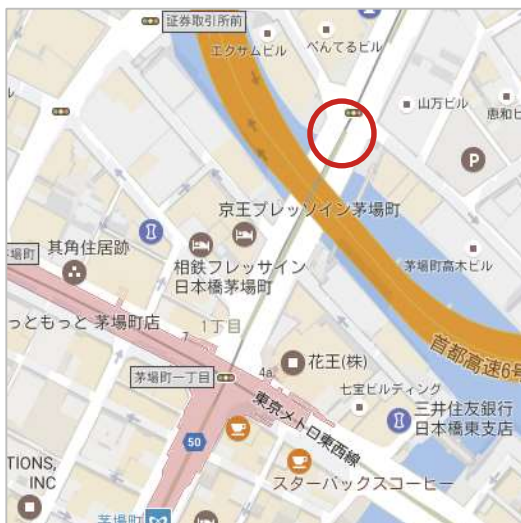 証券取引所前
エクサムビル
ぺんてるビル
山万ビル
恵和ビ
P
京王プレッソイン茅場町
茅場町高木ビル
其角住居跡
場町
相鉄フレッサイン
日本橋茅場町
っともっと 茅場町店
7
1丁目
首都高速6号
茅場町一丁目
4a
花王(株)
七宝ビルディング
三井住友銀行
日本橋東支店
東京メトロ東西線
50
スターバックスコーヒー
TIONS,
INC
茅場町